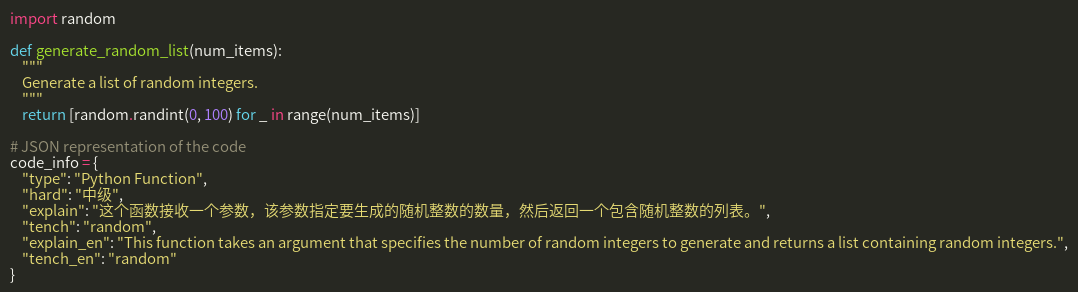 import random
def generate_random_list(num_items):
"""
Generate a list of random integers.
"""
return [random.randint(0, 100) for _ in range(num_items)]
# JSON representation of the code
code_info = {
"type": "Python Function",
"hard": "中级",
"explain": "这个函数接收一个参数，该参数指定要生成的随机整数的数量，然后返回一个包含随机整数的列表。",
"tench": "random",
"explain_en": "This function takes an argument that specifies the number of random integers to generate and returns a list containing random integers.",
"tench_en": "random"
}